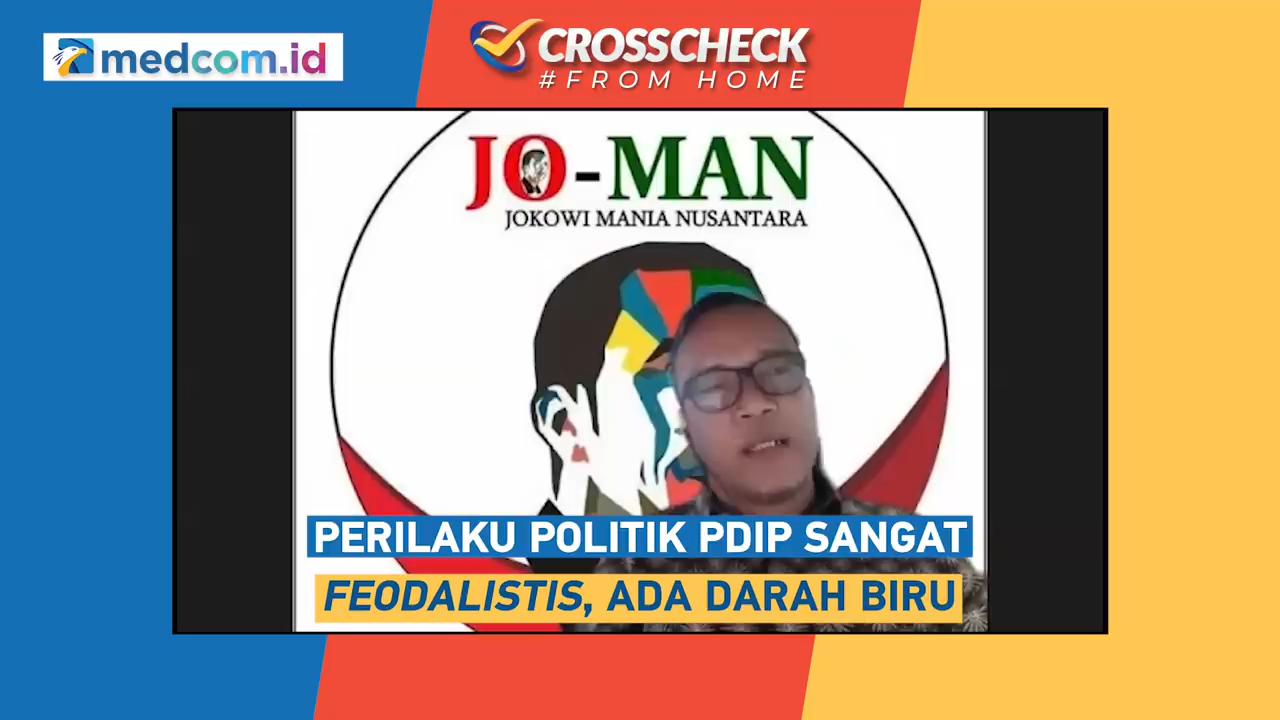 medcom.id
CROSSCHECK
#FROM HOME
JO-MAN
JOKOWI MANIA NUSANTARA
PERILAKU POLITIK PDIP SANGAT
FEODALISTIS, ADA DARAH BIRU